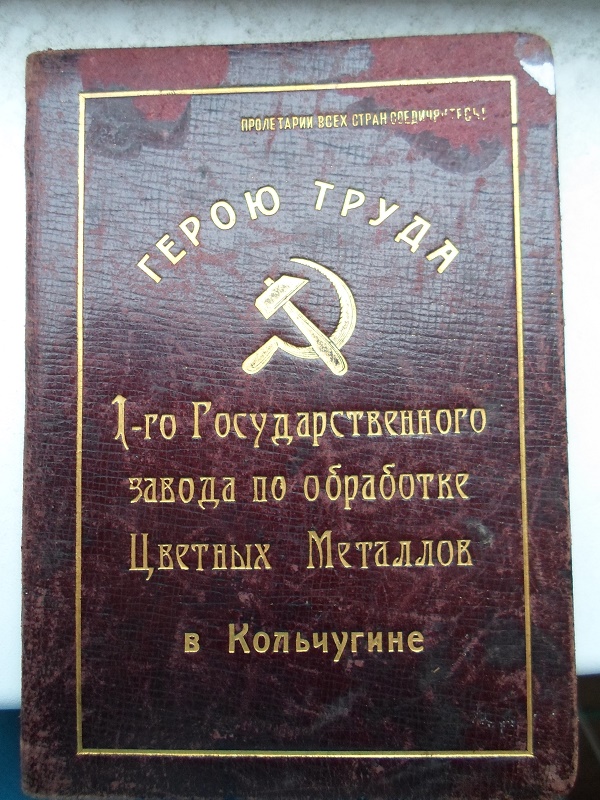 ПРОЛЕТАРИИ ВСЕХ СТРАН СОЕДИНЯЙТЕСЬ!
ГЕРОЮ ТРУДА
1-го Государственного
завода по обработке
Цветных Металлов
в Кольчугине